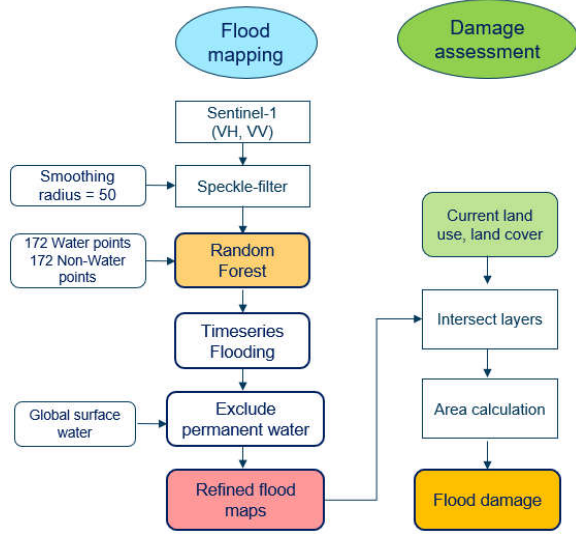 Flood
mapping
Damage
assessment
Sentinel-1
(VH, VV)
Smoothing
radius = 50
Speckle-filter
172 Water points
172 Non-Water
points
Random
Forest
Current land
use, land cover
Timeseries
Flooding
Intersect layers
Global surface
water
Exclude
permanent water
Area calculation
Refined flood
maps
Flood damage